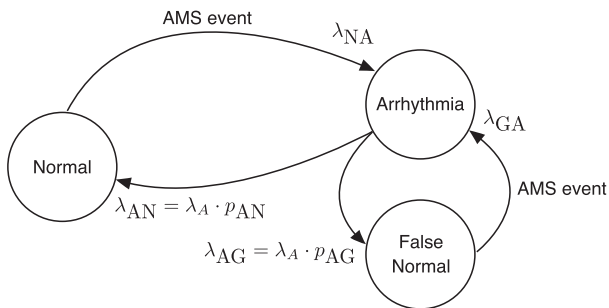 AMS event
λNA
Arrhythmia
λGA
Normal
AMS event
λAN = λA · pAN
False
Normal
λAG = λA · pAG